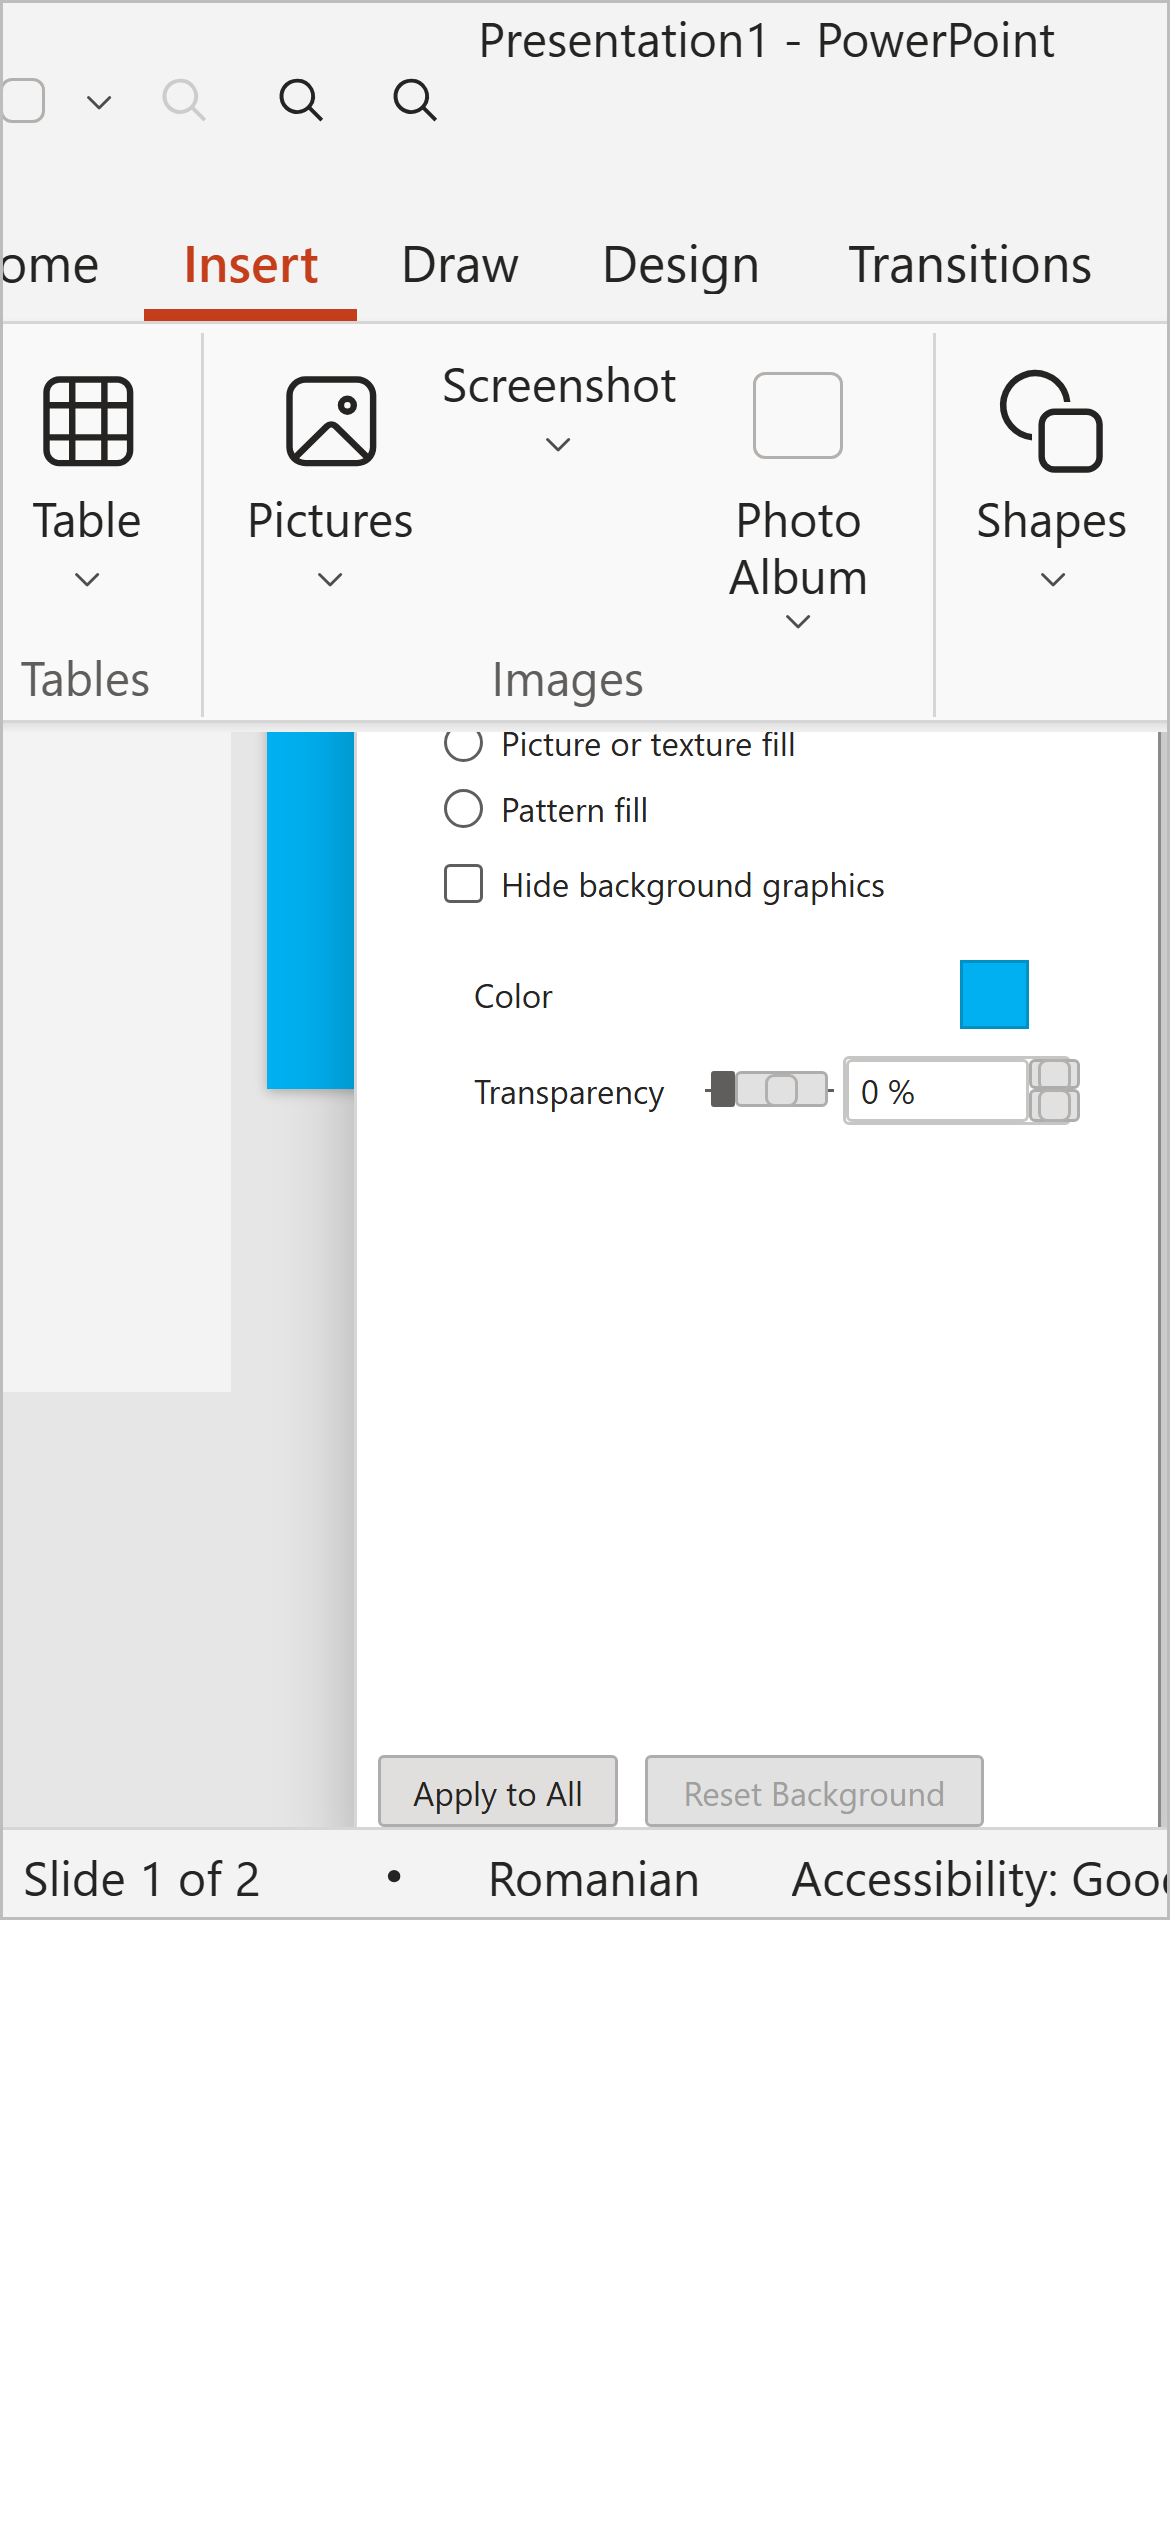 Presentation1 - PowerPoint
ome Insert Draw Design Transitions
Screenshot
Table Pictures Photo Album Shapes
Tables Images
Picture or texture fill
Pattern fill
Hide background graphics
Color
Transparency 0 %
Apply to All Reset Background
Slide 1 of 2 • Romanian Accessibility: Good